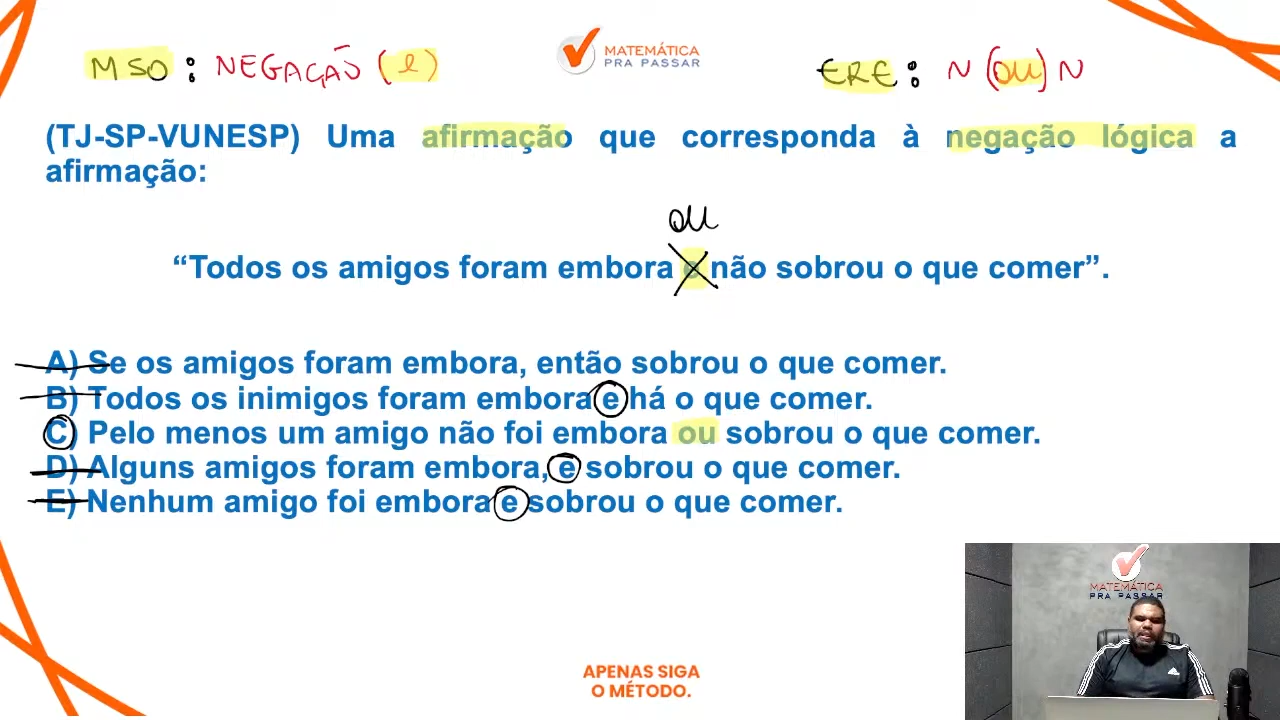 MSO : NEGAÇÃO (e)
MATEMÁTICA
PRA PASSAR
ERE : N (OU) N
(TJ-SP-VUNESP) Uma afirmação que corresponda à negação lógica a
afirmação:
OU
“Todos os amigos foram embora e não sobrou o que comer”.
A) Se os amigos foram embora, então sobrou o que comer.
B) Todos os inimigos foram embora e há o que comer.
C) Pelo menos um amigo não foi embora ou sobrou o que comer.
D) Alguns amigos foram embora, e sobrou o que comer.
E) Nenhum amigo foi embora e sobrou o que comer.
MATEMÁTICA
PRA PASSAR
APENAS SIGA
O MÉTODO.